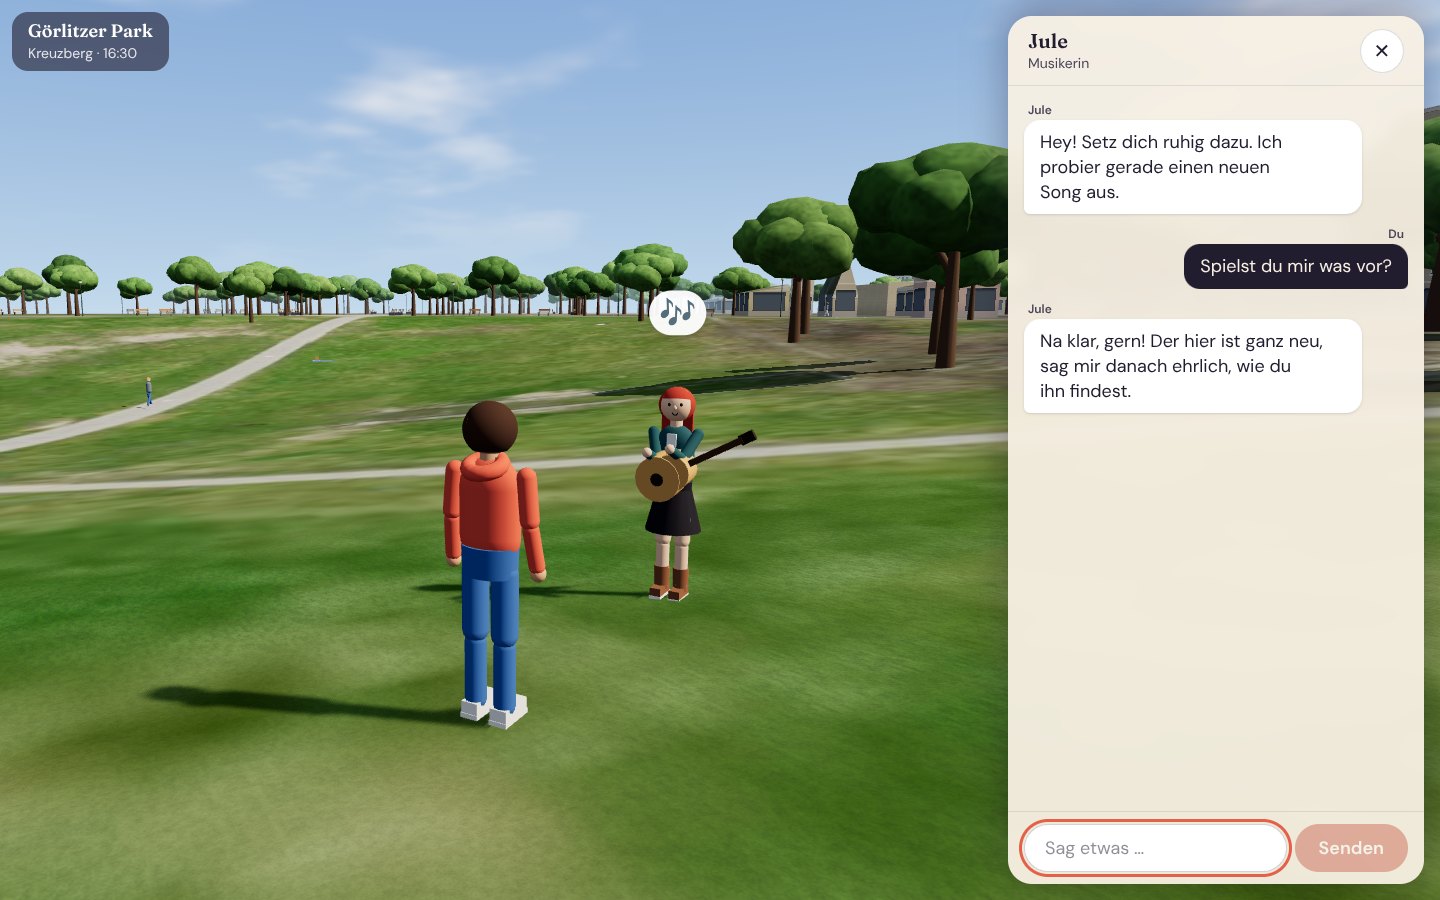 Görlitzer Park
Kreuzberg · 16:30
Jule
Musikerin
Jule
Hey! Setz dich ruhig dazu. Ich
probier gerade einen neuen
Song aus.
Du
Spielst du mir was vor?
Jule
Na klar, gern! Der hier ist ganz neu,
sag mir danach ehrlich, wie du
ihn findest.
Sag etwas ...
Senden